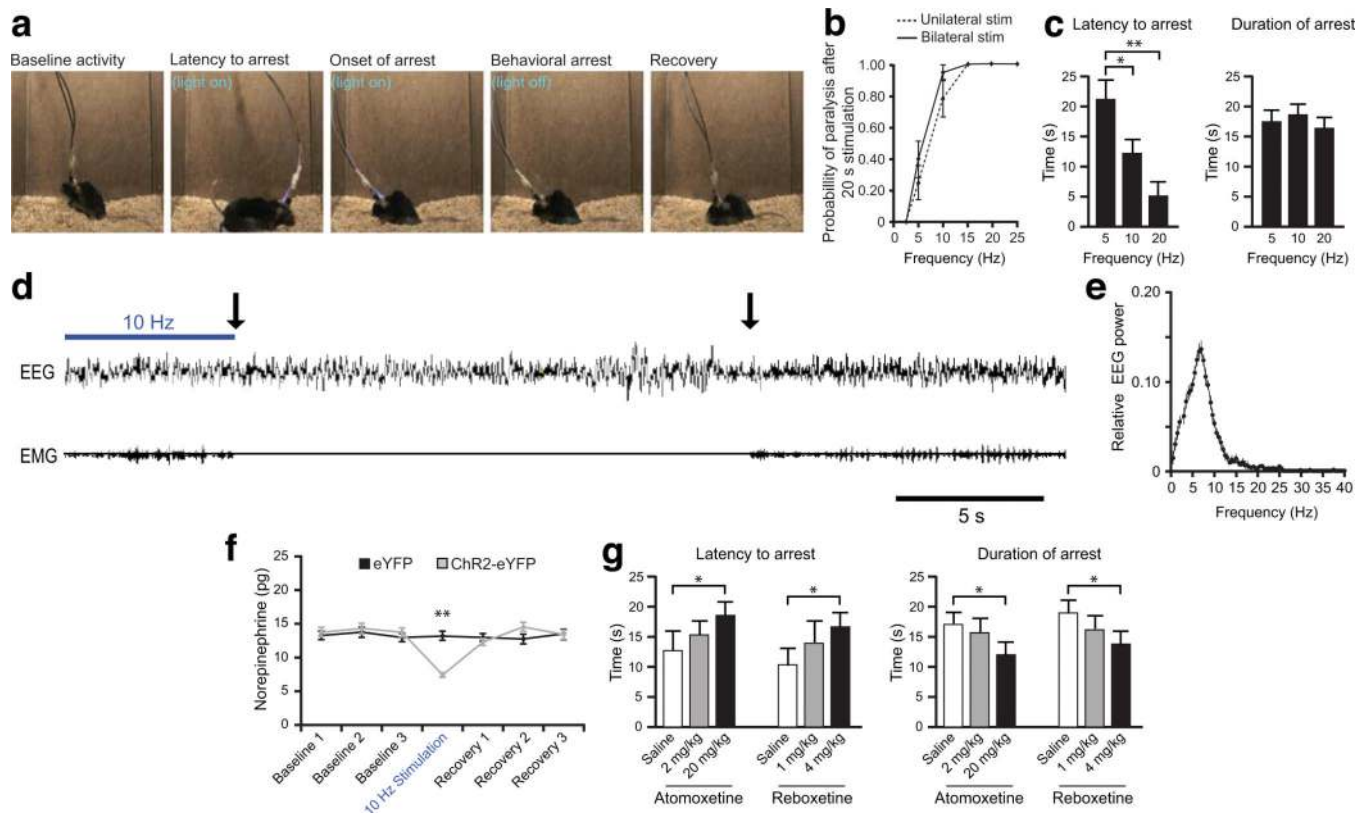 a
Baseline activity
Latency to arrest
(light on)
Onset of arrest
(light on)
Behavioral arrest
(light off)
Recovery
b
Unilateral stim
Bilateral stim
Probability of paralysis after
20 s stimulation
1.00
0.80
0.60
0.40
0.20
0
0 5 10 15 20 25
Frequency (Hz)
c
Latency to arrest
**
*
Time (s)
25
20
15
10
5
0
5 10 20
Frequency (Hz)
Duration of arrest
Time (s)
25
20
15
10
5
0
5 10 20
Frequency (Hz)
d
10 Hz
EEG
EMG
5 s
e
Relative EEG power
0.20
0.10
0
0 5 10 15 20 25 30 35 40
Frequency (Hz)
f
eYFP ChR2-eYFP
**
Norepinephrine (pg)
25
20
15
10
5
0
Baseline 1
Baseline 2
Baseline 3
10 Hz Stimulation
Recovery 1
Recovery 2
Recovery 3
g
Latency to arrest
* *
Time (s)
25
20
15
10
5
0
Saline 2 mg/kg 20 mg/kg Saline 1 mg/kg 4 mg/kg
Atomoxetine Reboxetine
Duration of arrest
* *
Time (s)
25
20
15
10
5
0
Saline 2 mg/kg 20 mg/kg Saline 1 mg/kg 4 mg/kg
Atomoxetine Reboxetine